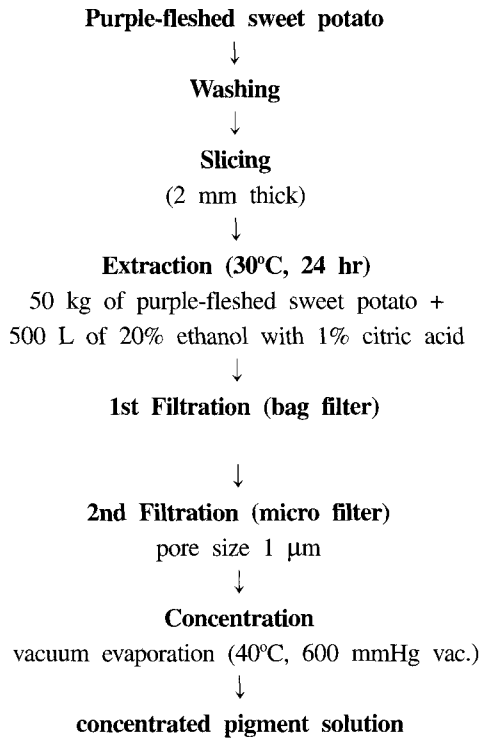 Purple-fleshed sweet potato
↓
Washing
↓
Slicing
(2 mm thick)
↓
Extraction (30ºC, 24 hr)
50 kg of purple-fleshed sweet potato +
500 L of 20% ethanol with 1% citric acid
↓
1st Filtration (bag filter)
↓
2nd Filtration (micro filter)
pore size 1 μm
↓
Concentration
vacuum evaporation (40ºC, 600 mmHg vac.)
↓
concentrated pigment solution